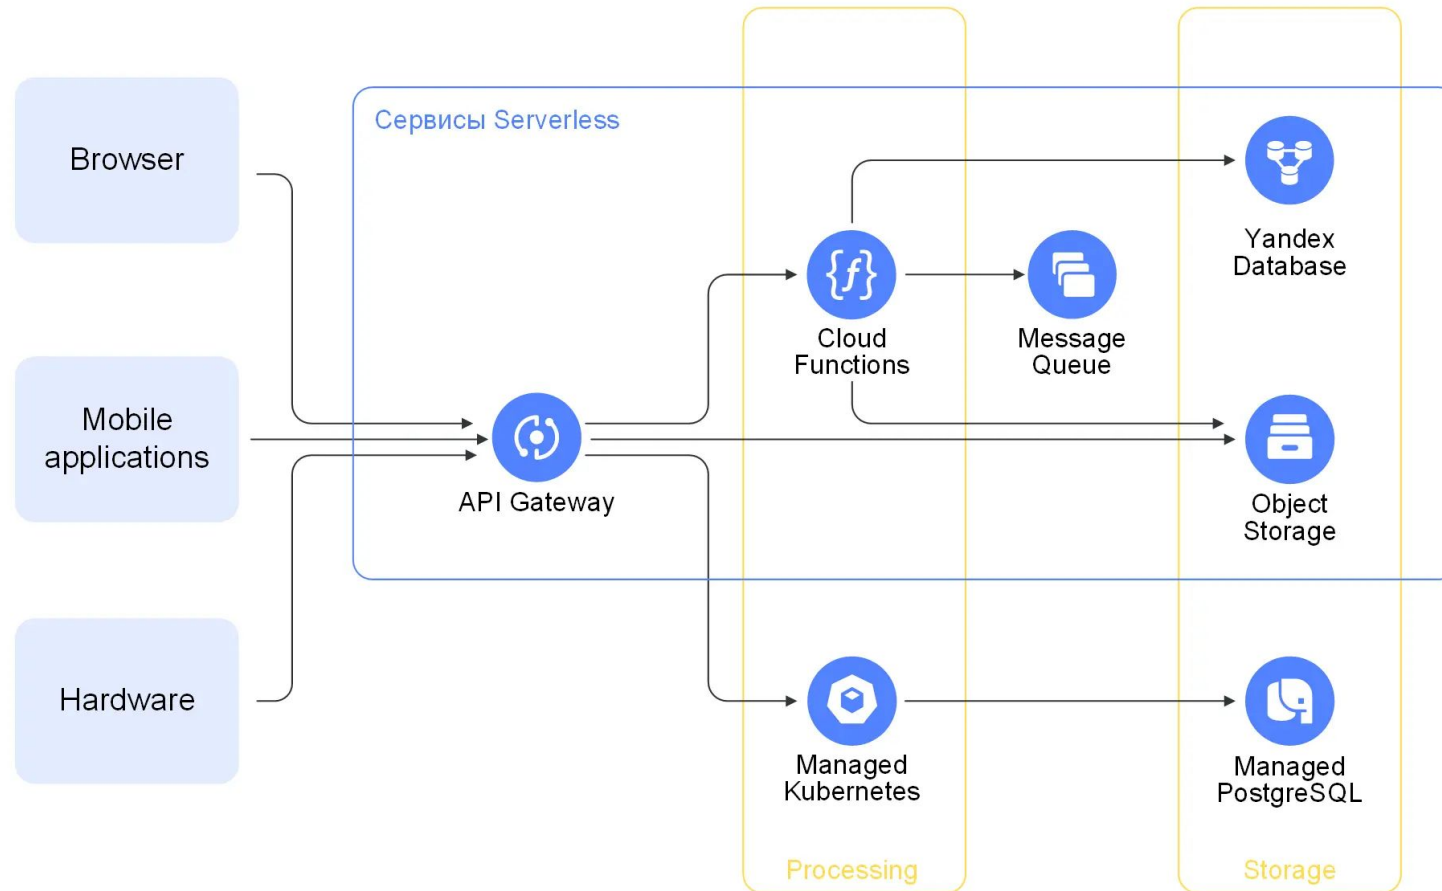 Сервисы Serverless
Browser
Yandex
Database
Cloud
Functions
Message
Queue
Mobile
applications
API Gateway
Object
Storage
Hardware
Managed
Kubernetes
Managed
PostgreSQL
Processing
Storage